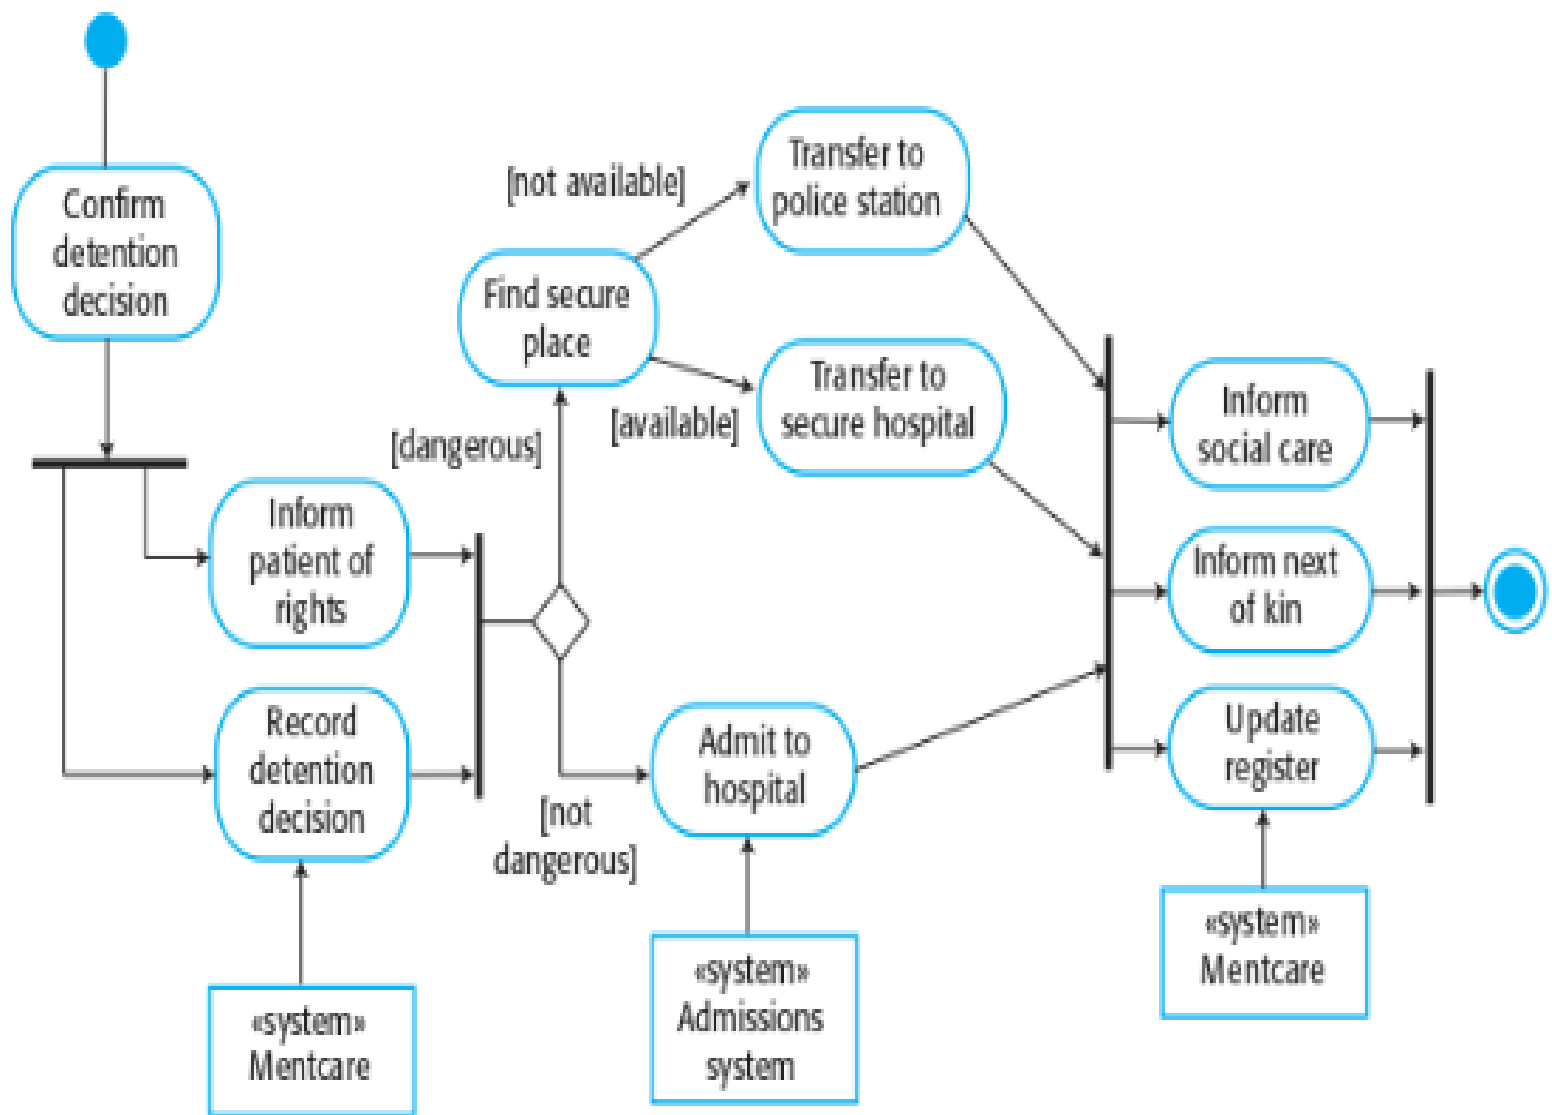 Confirm
detention
decision
Inform
patient of
rights
Record
detention
decision
«system»
Mentcare
[dangerous]
[not
dangerous]
Find secure
place
[not available]
[available]
Transfer to
police station
Transfer to
secure hospital
Admit to
hospital
«system»
Admissions
system
Inform
social care
Inform next
of kin
Update
register
«system»
Mentcare